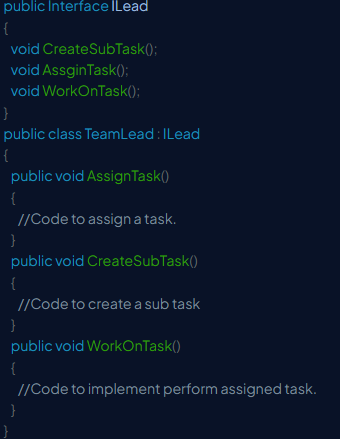 public Interface ILead
{
void CreateSubTask();
void AssginTask();
void WorkOnTask();
}
public class TeamLead : ILead
{
public void AssignTask()
{
//Code to assign a task.
}
public void CreateSubTask()
{
//Code to create a sub task
}
public void WorkOnTask()
{
//Code to implement perform assigned task.
}
}